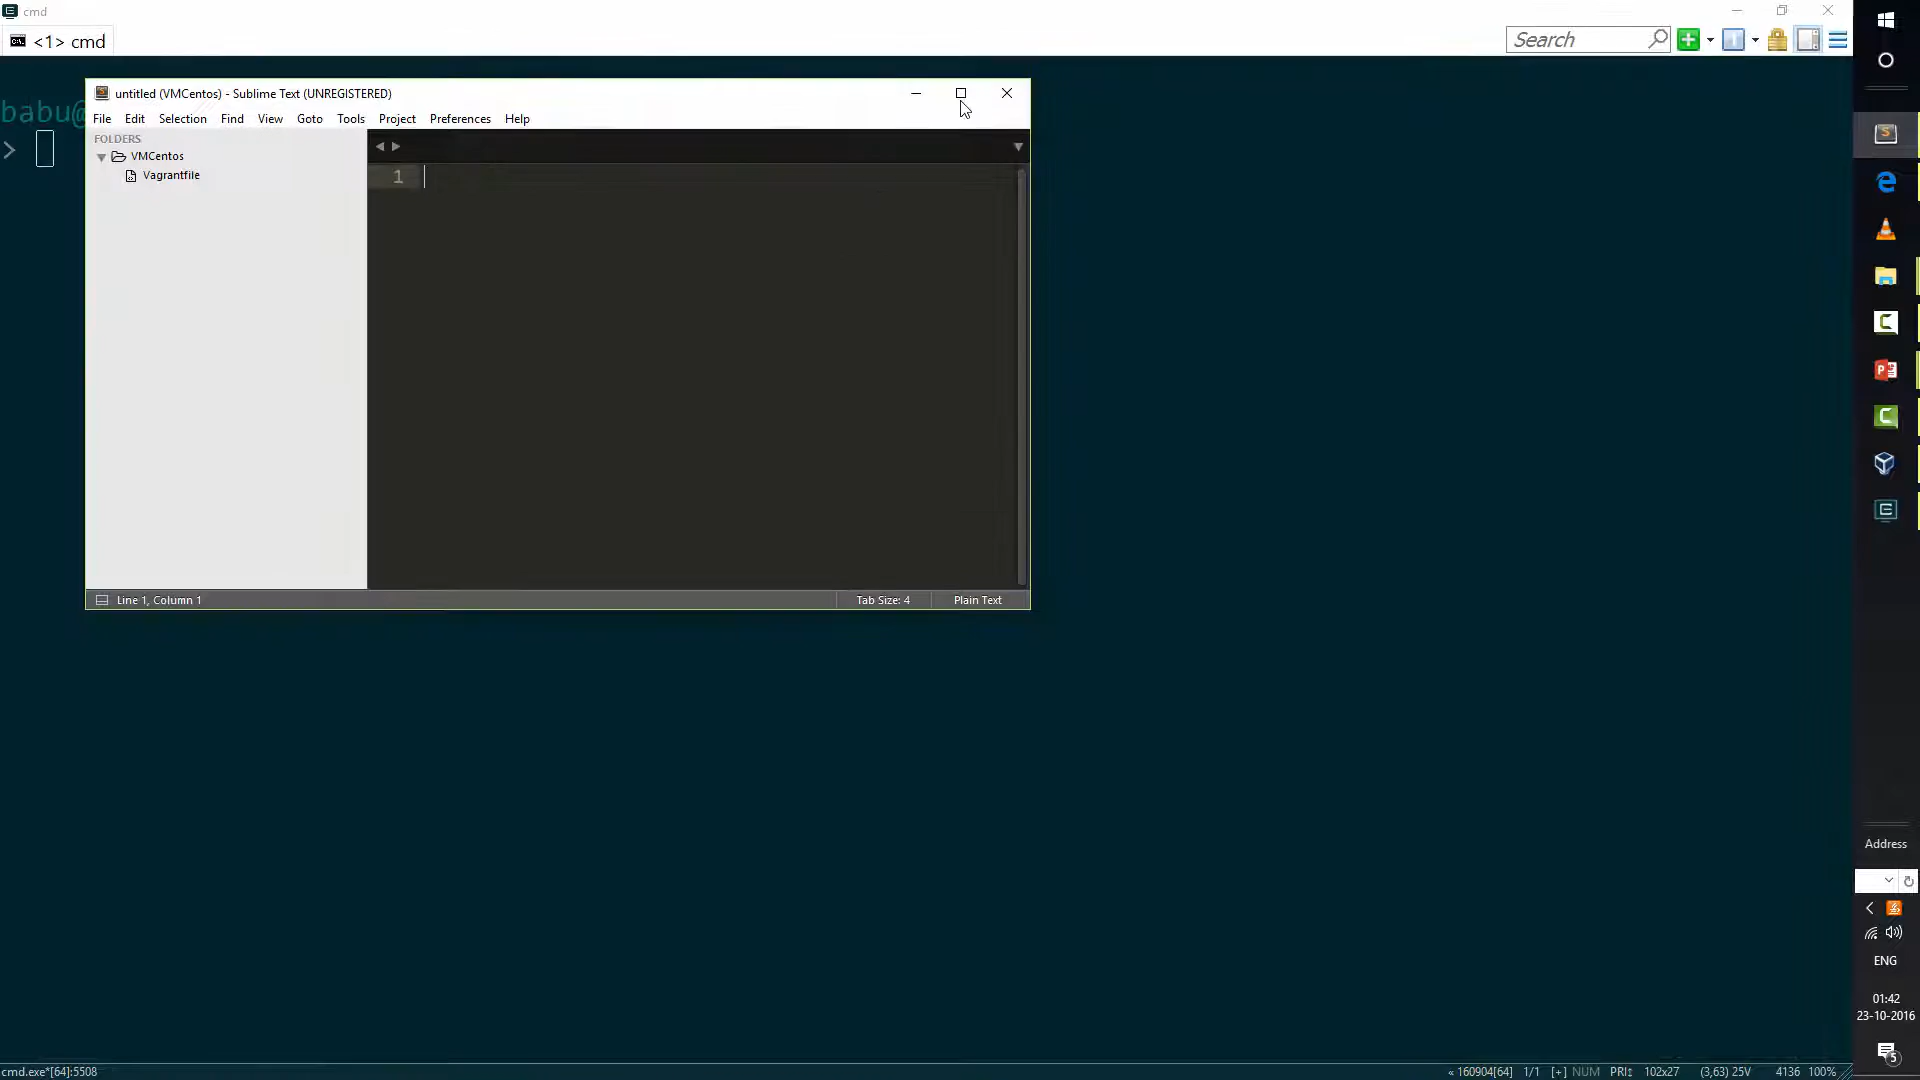 cmd
<1> cmd
Search
babu@
>
untitled (VMCentos) - Sublime Text (UNREGISTERED)
File Edit Selection Find View Goto Tools Project Preferences Help
FOLDERS
VMCentos
Vagrantfile
1
Line 1, Column 1
Tab Size: 4
Plain Text
Address
ENG
01:42
23-10-2016
5
cmd.exe*[64]:5508
« 160904[64] 1/1 [+] NUM PRI↕ 102x27 (3,63) 25V 4136 100%